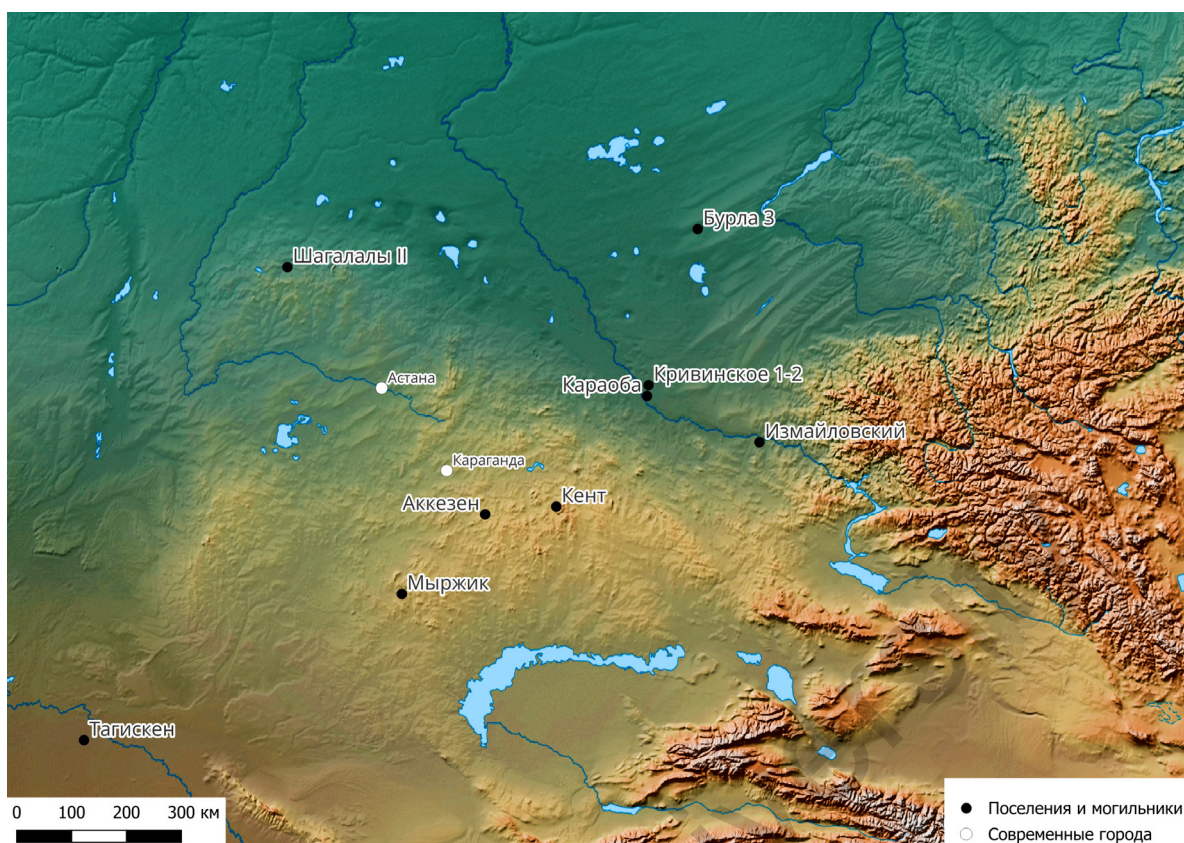 Бурла 3
Шагалалы II
Астана
Кривинское 1-2
Караоба
Измайловский
Караганда
Аккезен
Кент
Мыржик
Тагискен
0 100 200 300 км
Поселения и могильники
Современные города